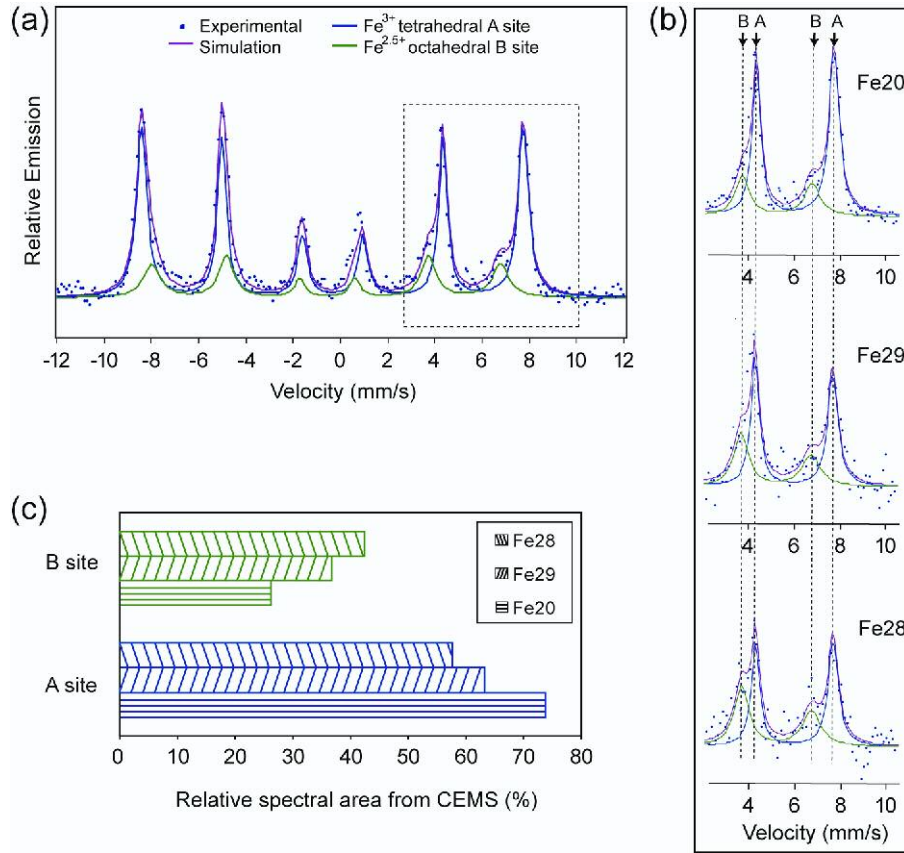 (a)
Experimental
Simulation
Fe3+ tetrahedral A site
Fe2.5+ octahedral B site
Relative Emission
-12 -10 -8 -6 -4 -2 0 2 4 6 8 10 12
Velocity (mm/s)
(b)
B A B A
Fe20
4 6 8 10
Fe29
4 6 8 10
Fe28
4 6 8 10
Velocity (mm/s)
(c)
B site
A site
Fe28
Fe29
Fe20
0 10 20 30 40 50 60 70 80
Relative spectral area from CEMS (%)